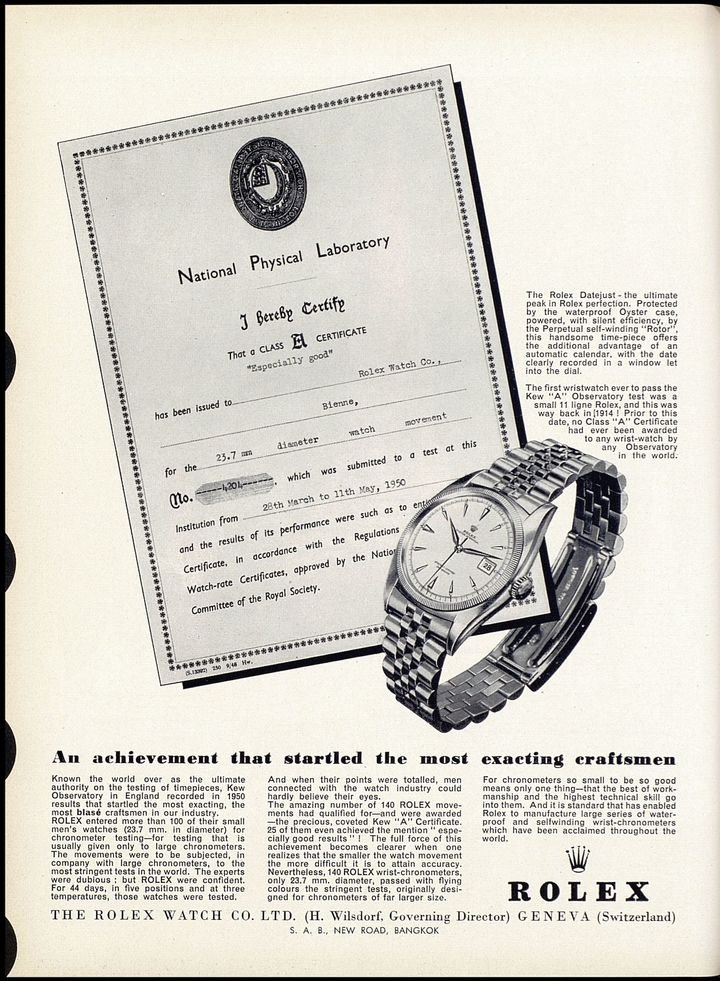 National Physical Laboratory
I hereby Certify
That a CLASS A CERTIFICATE
"Especially good"
has been issued to Rolex Watch Co.,
Bienne,
for the 23.7 mm diameter watch movement
No. 4204 which was submitted to a test at this
Institution from 28th March to 11th May, 1950
and the results of its performance were such as to
Certificate, in accordance with the Regulations
Watch-rate Certificates, approved by the
Committee of the Royal Society.
(S.13092) 250 9/48 Hw.
The Rolex Datejust - the ultimate
peak in Rolex perfection. Protected
by the waterproof Oyster case,
powered, with silent efficiency, by
the Perpetual self-winding "Rotor",
this handsome time-piece offers
the additional advantage of an
automatic calendar, with the date
clearly recorded in a window let
into the dial.
The first wristwatch ever to pass the
Kew "A" Observatory test was a
small 11 ligne Rolex, and this was
way back in 1914 ! Prior to this
date, no Class "A" Certificate
had ever been awarded
to any wrist-watch by
any Observatory
in the world.
ROLEX
28
An achievement that startled the most exacting craftsmen
Known the world over as the ultimate
authority on the testing of timepieces, Kew
Observatory in England recorded in 1950
results that startled the most exacting, the
most blasé craftsmen in our industry.
ROLEX entered more than 100 of their small
men's watches (23.7 mm. in diameter) for
chronometer testing—for testing that is
usually given only to large chronometers.
The movements were to be subjected, in
company with large chronometers, to the
most stringent tests in the world. The experts
were dubious ; but ROLEX were confident.
For 44 days, in five positions and at three
temperatures, those watches were tested.
And when their points were totalled, men
connected with the watch industry could
hardly believe their eyes.
The amazing number of 140 ROLEX move-
ments had qualified for—and were awarded
—the precious, coveted Kew "A" Certificate.
25 of them even achieved the mention " espe-
cially good results " ! The full force of this
achievement becomes clearer when one
realizes that the smaller the watch movement
the more difficult it is to attain accuracy.
Nevertheless, 140 ROLEX wrist-chronometers,
only 23.7 mm. diameter, passed with flying
colours the stringent tests, originally desi-
gned for chronometers of far larger size.
For chronometers so small to be so good
means only one thing—that the best of work-
manship and the highest technical skill go
into them. And it is standard that has enabled
Rolex to manufacture large series of water-
proof and selfwinding wrist-chronometers
which have been acclaimed throughout the
world.
ROLEX
THE ROLEX WATCH CO. LTD. (H. Wilsdorf, Governing Director) GENEVA (Switzerland)
S. A. B., NEW ROAD, BANGKOK